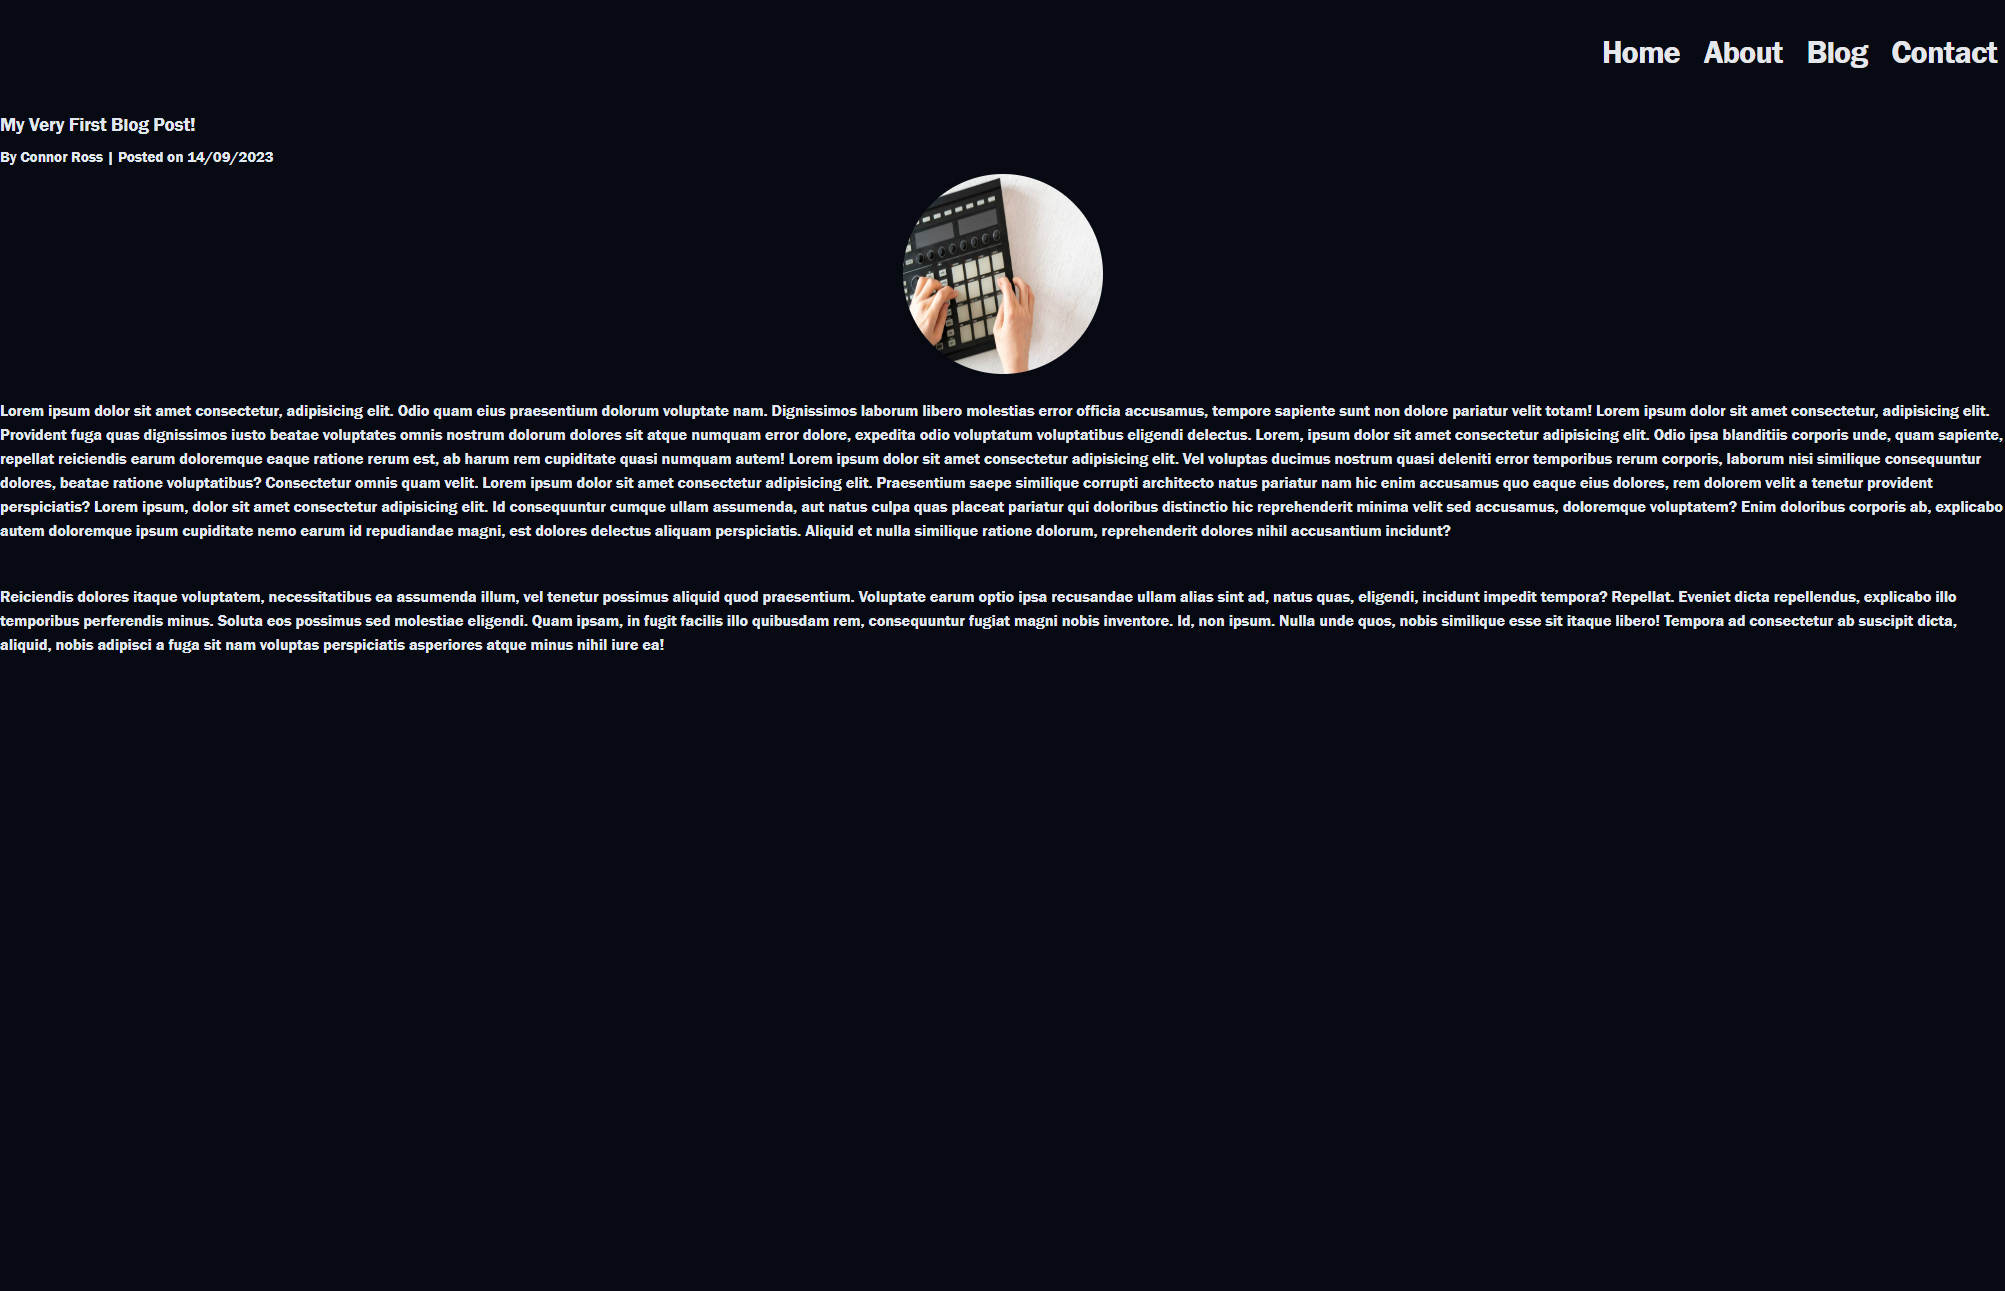 Home About Blog Contact
My Very First Blog Post!
By Connor Ross | Posted on 14/09/2023
Lorem ipsum dolor sit amet consectetur, adipisicing elit. Odio quam eius praesentium dolorum voluptate nam. Dignissimos laborum libero molestias error officia accusamus, tempore sapiente sunt non dolore pariatur velit totam! Lorem ipsum dolor sit amet consectetur, adipisicing elit.
Provident fuga quas dignissimos iusto beatae voluptates omnis nostrum dolorum dolores sit atque numquam error dolore, expedita odio voluptatum voluptatibus eligendi delectus. Lorem, ipsum dolor sit amet consectetur adipisicing elit. Odio ipsa blanditiis corporis unde, quam sapiente,
repellat reiciendis earum doloremque eaque ratione rerum est, ab harum rem cupiditate quasi numquam autem! Lorem ipsum dolor sit amet consectetur adipisicing elit. Vel voluptas ducimus nostrum quasi deleniti error temporibus rerum corporis, laborum nisi similique consequuntur
dolores, beatae ratione voluptatibus? Consectetur omnis quam velit. Lorem ipsum dolor sit amet consectetur adipisicing elit. Praesentium saepe similique corrupti architecto natus pariatur nam hic enim accusamus quo eaque eius dolores, rem dolorem velit a tenetur provident
perspiciatis? Lorem ipsum, dolor sit amet consectetur adipisicing elit. Id consequuntur cumque ullam assumenda, aut natus culpa quas placeat pariatur qui doloribus distinctio hic reprehenderit minima velit sed accusamus, doloremque voluptatem? Enim doloribus corporis ab, explicabo
autem doloremque ipsum cupiditate nemo earum id repudiandae magni, est dolores delectus aliquam perspiciatis. Aliquid et nulla similique ratione dolorum, reprehenderit dolores nihil accusantium incidunt?
Reiciendis dolores itaque voluptatem, necessitatibus ea assumenda illum, vel tenetur possimus aliquid quod praesentium. Voluptate earum optio ipsa recusandae ullam alias sint ad, natus quas, eligendi, incidunt impedit tempora? Repellat. Eveniet dicta repellendus, explicabo illo
temporibus perferendis minus. Soluta eos possimus sed molestiae eligendi. Quam ipsam, in fugit facilis illo quibusdam rem, consequuntur fugiat magni nobis inventore. Id, non ipsum. Nulla unde quos, nobis similique esse sit itaque libero! Tempora ad consectetur ab suscipit dicta,
aliquid, nobis adipisci a fuga sit nam voluptas perspiciatis asperiores atque minus nihil iure ea!